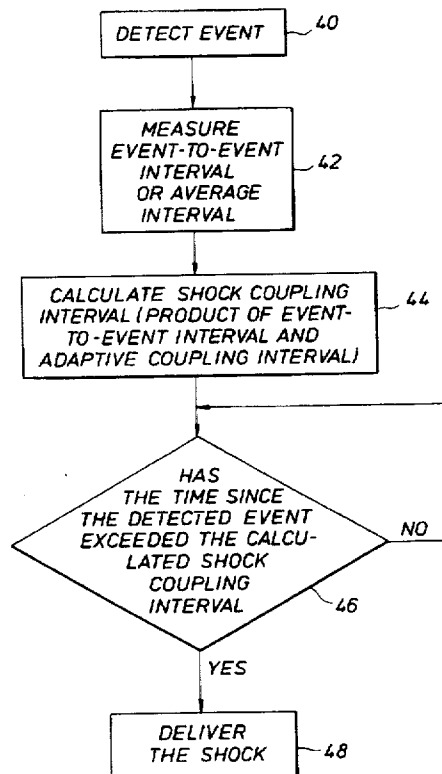 DETECT EVENT
40
MEASURE
EVENT-TO-EVENT
INTERVAL
OR AVERAGE
INTERVAL
42
CALCULATE SHOCK COUPLING
INTERVAL (PRODUCT OF EVENT-
TO-EVENT INTERVAL AND
ADAPTIVE COUPLING INTERVAL)
44
HAS
THE TIME SINCE
THE DETECTED EVENT
EXCEEDED THE CALCU-
LATED SHOCK
COUPLING
INTERVAL
NO
46
YES
DELIVER
THE SHOCK
48